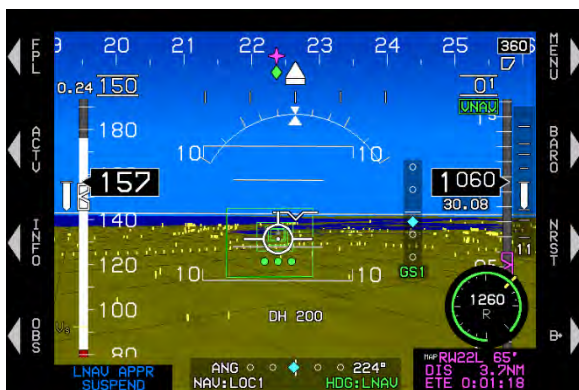 FPL
ACTV
INFO
OBS
MENU
BARO
NRST
20 21 22 23 24 25
360
0.24 150
01
VNAV
180
157
140
120
100
80
10 10
10 10
1060
30.08
11
GS1
DH 200
1260
R
LNAV APPR
SUSPEND
ANG 224°
NAV:LOC1 HDG:LNAV
MAP RW22L 65'
DIS 3.7NM
ETE 0:01:18